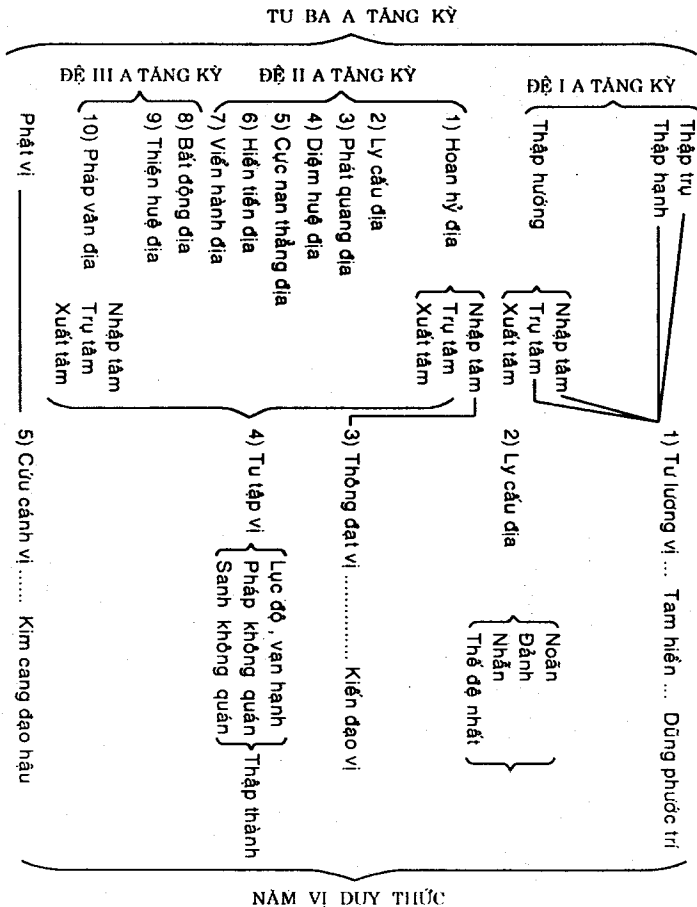 TU BA A TĂNG KỲ
ĐỆ I A TĂNG KỲ
Thập trụ
Thập hạnh
Thập hướng
Nhập tâm
Trụ tâm
Xuất tâm
ĐỆ II A TĂNG KỲ
1) Hoan hỷ địa
Nhập tâm
Trụ tâm
Xuất tâm
2) Ly cấu địa
3) Phát quang địa
4) Diệm huệ địa
5) Cực nan thắng địa
6) Hiển tiền địa
7) Viễn hành địa
ĐỆ III A TĂNG KỲ
8) Bất động địa
9) Thiện huệ địa
10) Pháp vân địa
Nhập tâm
Trụ tâm
Xuất tâm
Phật vị
1) Tư lương vị ... Tam hiền ... Dũng phước trí
2) Ly cấu địa
Noãn
Đảnh
Nhẫn
Thế đệ nhất
3) Thông đạt vị ................ Kiến đạo vị
4) Tu tập vị
Lục độ , vạn hạnh
Pháp không quán
Sanh không quán
Thập thành
5) Cứu cánh vị ...... Kim cang đạo hậu
NĂM VỊ DUY THỨC